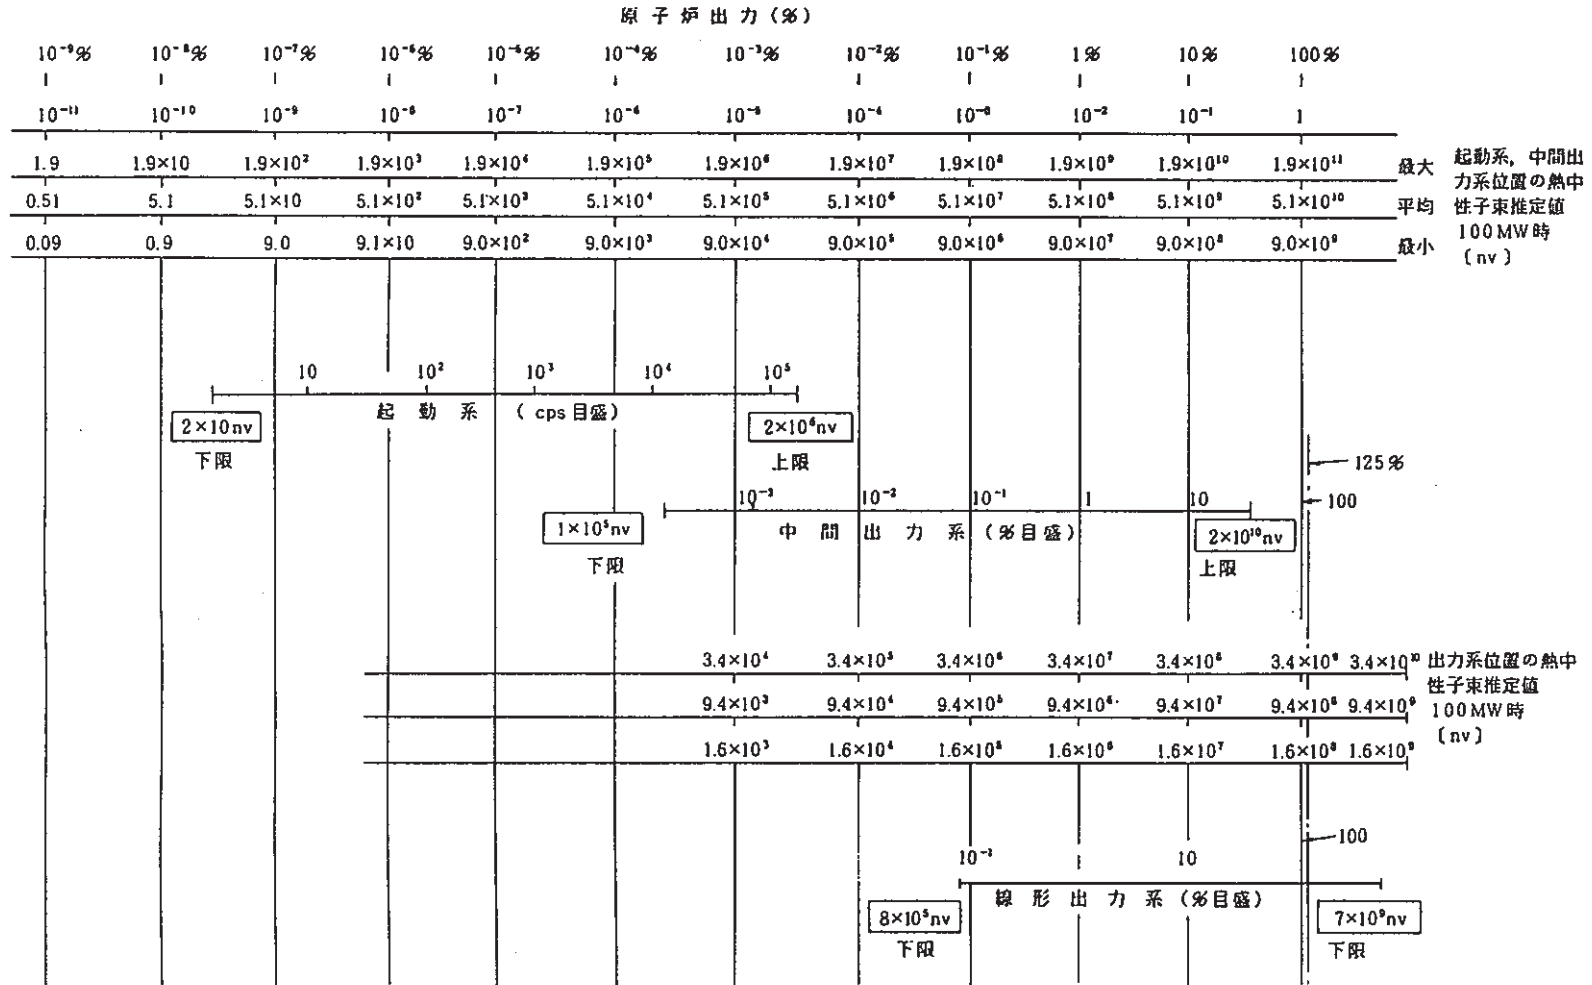 原子炉出力(%)
10⁻⁹% 10⁻⁸% 10⁻⁷% 10⁻⁶% 10⁻⁵% 10⁻⁴% 10⁻³% 10⁻²% 10⁻¹% 1% 10% 100%
10⁻¹¹ 10⁻¹⁰ 10⁻⁹ 10⁻⁸ 10⁻⁷ 10⁻⁶ 10⁻⁵ 10⁻⁴ 10⁻³ 10⁻² 10⁻¹ 1
1.9 1.9×10 1.9×10² 1.9×10³ 1.9×10⁴ 1.9×10⁵ 1.9×10⁶ 1.9×10⁷ 1.9×10⁸ 1.9×10⁹ 1.9×10¹⁰ 1.9×10¹¹ 最大
0.51 5.1 5.1×10 5.1×10² 5.1×10³ 5.1×10⁴ 5.1×10⁵ 5.1×10⁶ 5.1×10⁷ 5.1×10⁸ 5.1×10⁹ 5.1×10¹⁰ 平均
0.09 0.9 9.0 9.1×10 9.0×10² 9.0×10³ 9.0×10⁴ 9.0×10⁵ 9.0×10⁶ 9.0×10⁷ 9.0×10⁸ 9.0×10⁹ 最小
起動系,中間出
力系位置の熱中
性子束推定値
100MW時
〔nv〕
10 10² 10³ 10⁴ 10⁵
起動系 (cps目盛)
2×10nv
下限
2×10⁶nv
上限
125%
100
10⁻³ 10⁻² 10⁻¹ 1 10
中間出力系(%目盛)
1×10⁵nv
下限
2×10¹⁰nv
上限
3.4×10⁴ 3.4×10⁵ 3.4×10⁶ 3.4×10⁷ 3.4×10⁸ 3.4×10⁹ 3.4×10¹⁰
9.4×10³ 9.4×10⁴ 9.4×10⁵ 9.4×10⁶ 9.4×10⁷ 9.4×10⁸ 9.4×10⁹
1.6×10³ 1.6×10⁴ 1.6×10⁵ 1.6×10⁶ 1.6×10⁷ 1.6×10⁸ 1.6×10⁹
出力系位置の熱中
性子束推定値
100MW時
〔nv〕
100
10⁻¹ 1 10
線形出力系(%目盛)
8×10⁵nv
下限
7×10⁹nv
下限